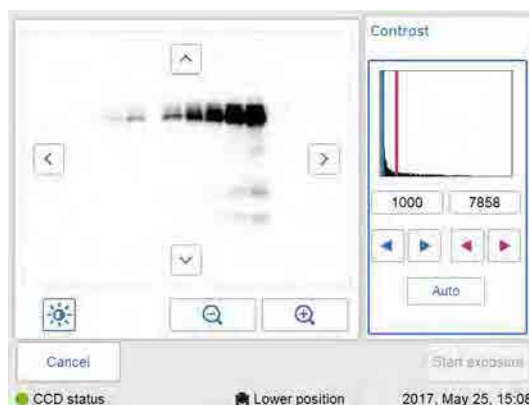 Contrast
1000 7858
Auto
Cancel Start exposure
CCD status Lower position 2017, May 25, 15:08